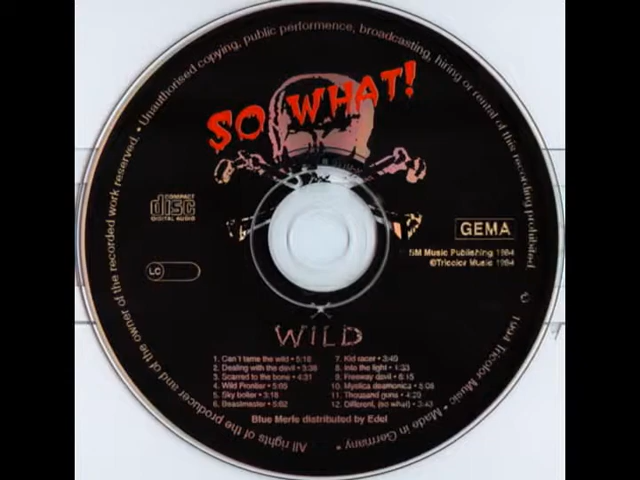 Unauthorised copying, public performence, broadcasting, hiring or rental of this recording prohibited
SO WHAT!
COMPACT
disc
DIGITAL AUDIO
GEMA
Music Publishing 1994
©Tricolor Music 1994
LC
WILD
1. Can't tame the wild • 5:16
2. Dealing with the devil • 3:36
3. Scarred to the bone • 4:31
4. Wild Frontier • 5:05
5. Sky boiler • 3:18
6. Beastmaster • 5:02
7. Kid racer • 3:49
8. Into the light • 1:33
9. Freeway devil • 6:15
10. Mystica deamonica • 5:08
11. Thousand guns • 4:29
12. Different, (so what) • 3:43
Blue Merle distributed by Edel
All rights of the producer and of the owner of the recorded work reserved. •
1994 Tricolor Music • Made in Germany •